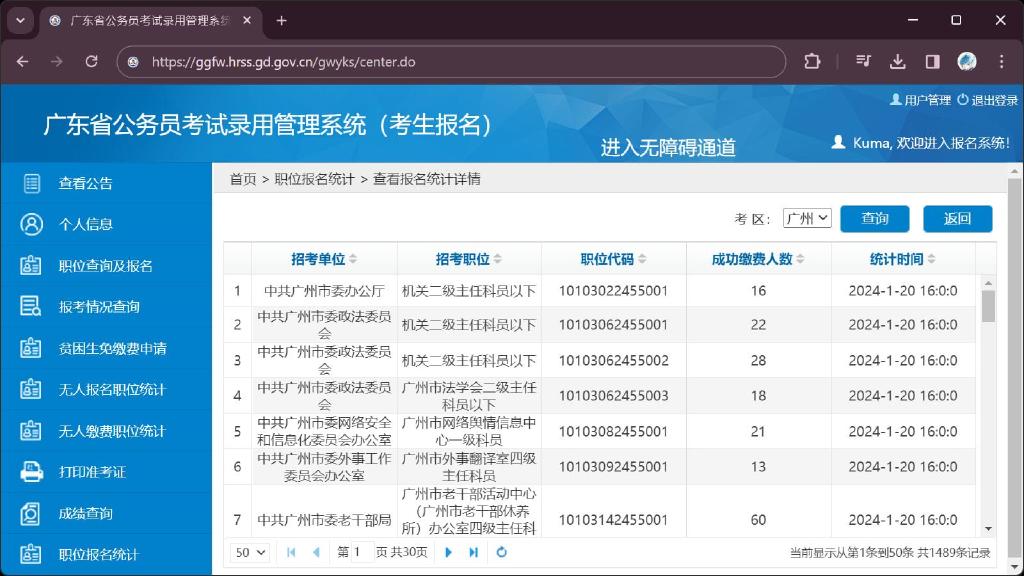 广东省公务员考试录用管理系统
https://ggfw.hrss.gd.gov.cn/gwyks/center.do
用户管理 退出登录
广东省公务员考试录用管理系统（考生报名）
进入无障碍通道
Kuma, 欢迎进入报名系统!
查看公告
个人信息
职位查询及报名
报考情况查询
贫困生免缴费申请
无人报名职位统计
无人缴费职位统计
打印准考证
成绩查询
职位报名统计
首页 > 职位报名统计 > 查看报名统计详情
考 区: 广州 查询 返回
招考单位 招考职位 职位代码 成功缴费人数 统计时间
1 中共广州市委办公厅 机关二级主任科员以下 10103022455001 16 2024-1-20 16:0:0
2 中共广州市委政法委员会 机关二级主任科员以下 10103062455001 22 2024-1-20 16:0:0
3 中共广州市委政法委员会 机关二级主任科员以下 10103062455002 28 2024-1-20 16:0:0
4 中共广州市委政法委员会 广州市法学会二级主任科员以下 10103062455003 18 2024-1-20 16:0:0
5 中共广州市委网络安全和信息化委员会办公室 广州市网络舆情信息中心一级科员 10103082455001 21 2024-1-20 16:0:0
6 中共广州市委外事工作委员会办公室 广州市外事翻译室四级主任科员 10103092455001 13 2024-1-20 16:0:0
7 中共广州市委老干部局 广州市老干部活动中心（广州市老干部休养所）办公室四级主任科 10103142455001 60 2024-1-20 16:0:0
50 第 1 页 共30页 当前显示从第1条到50条 共1489条记录